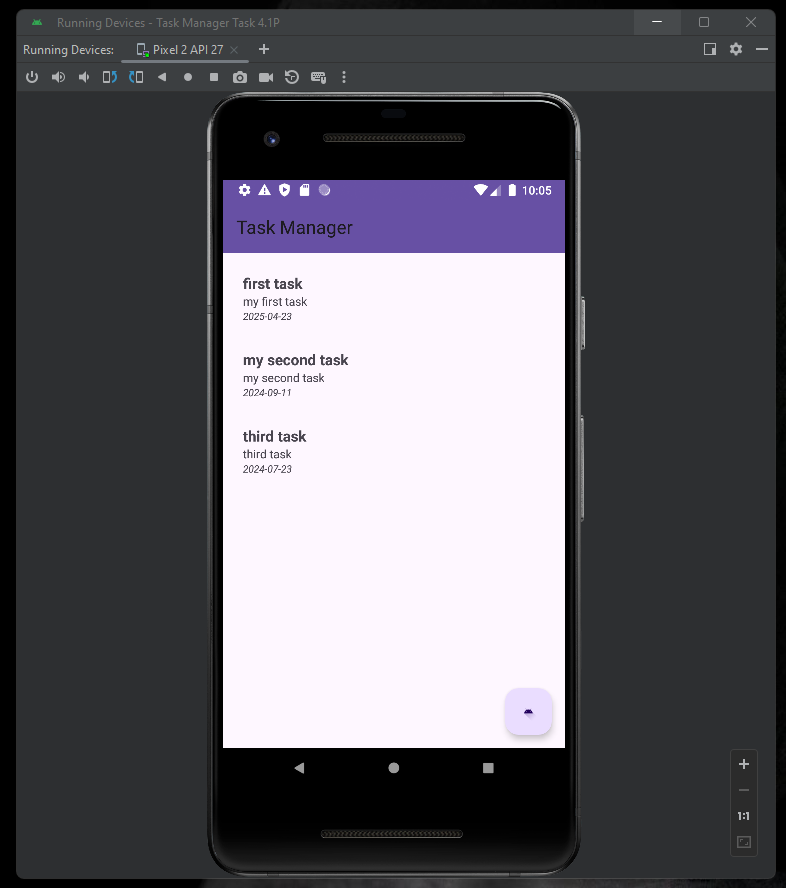 Running Devices - Task Manager Task 4.1P
Running Devices:
Pixel 2 API 27
10:05
Task Manager
first task
my first task
2025-04-23
my second task
my second task
2024-09-11
third task
third task
2024-07-23
1:1